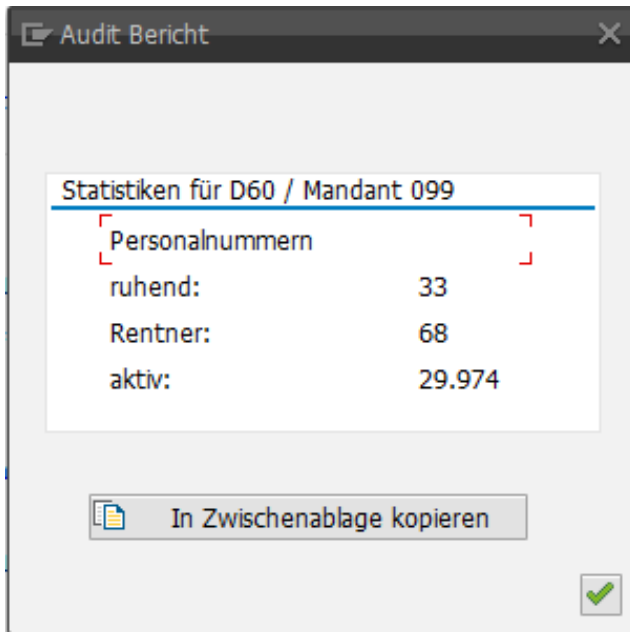 Audit Bericht
Statistiken für D60 / Mandant 099
Personalnummern
ruhend: 33
Rentner: 68
aktiv: 29.974
In Zwischenablage kopieren